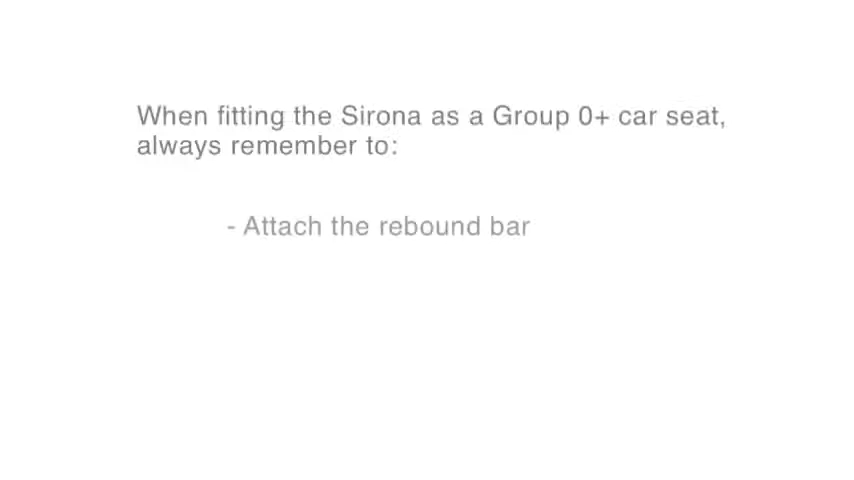 When fitting the Sirona as a Group 0+ car seat,
always remember to:
- Attach the rebound bar